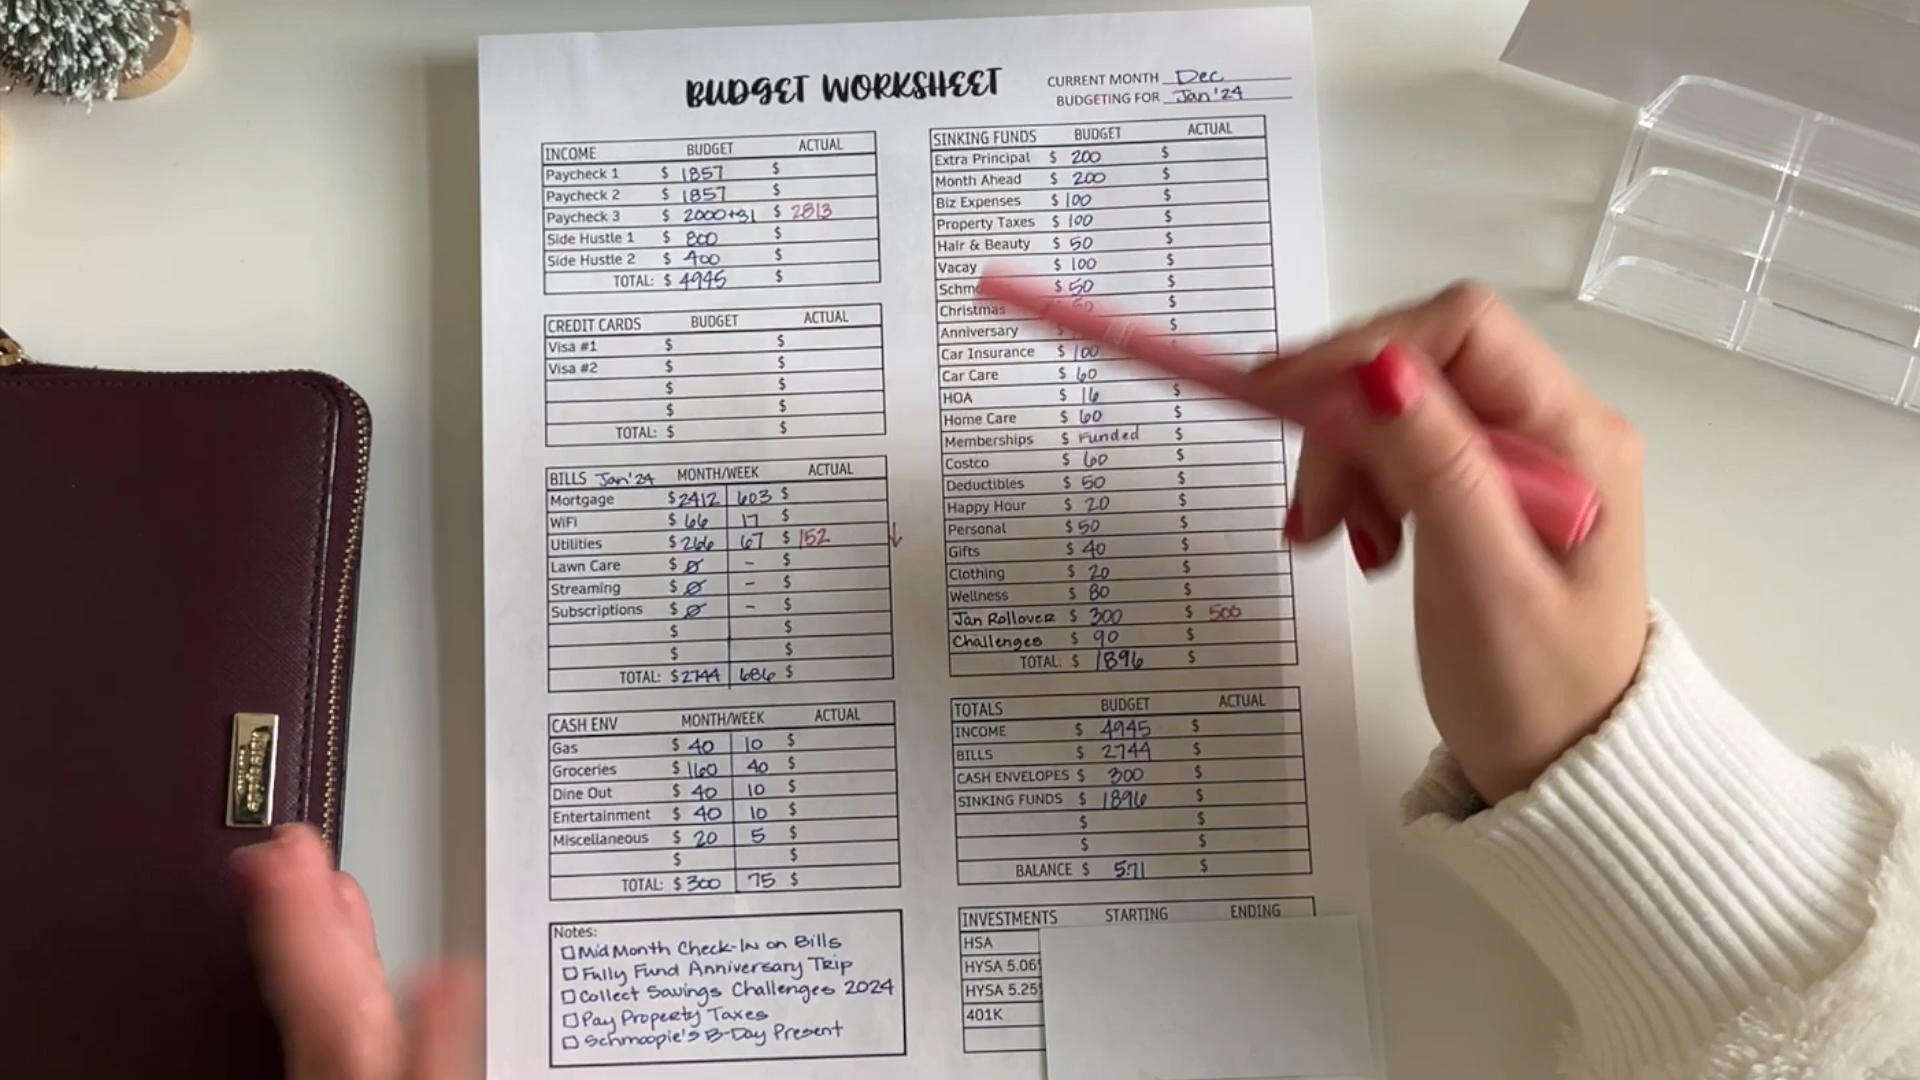 BUDGET WORKSHEET
CURRENT MONTH Dec
BUDGETING FOR Jan '24
INCOME BUDGET ACTUAL
Paycheck 1 $ 1857 $
Paycheck 2 $ 1857 $
Paycheck 3 $ 2000+31 $ 2813
Side Hustle 1 $ 800 $
Side Hustle 2 $ 400 $
TOTAL: $ 4945 $
CREDIT CARDS BUDGET ACTUAL
Visa #1 $ $
Visa #2 $ $
$ $
$ $
TOTAL: $ $
BILLS Jan '24 MONTH/WEEK ACTUAL
Mortgage $ 2412 603 $
WiFi $ 66 17 $
Utilities $ 266 67 $ 152 ↓
Lawn Care $ Ø - $
Streaming $ Ø - $
Subscriptions $ Ø - $
$ $
$ $
TOTAL: $ 2744 686 $
CASH ENV MONTH/WEEK ACTUAL
Gas $ 40 10 $
Groceries $ 160 40 $
Dine Out $ 40 10 $
Entertainment $ 40 10 $
Miscellaneous $ 20 5 $
$ $
TOTAL: $ 300 75 $
Notes:
☐ Mid Month Check-In on Bills
☐ Fully Fund Anniversary Trip
☐ Collect Savings Challenges 2024
☐ Pay Property Taxes
☐ Schmoopie's B-Day Present
SINKING FUNDS BUDGET ACTUAL
Extra Principal $ 200 $
Month Ahead $ 200 $
Biz Expenses $ 100 $
Property Taxes $ 100 $
Hair & Beauty $ 50 $
Vacay $ 100 $
$ 50 $
Christmas $
Anniversary $
Car Insurance $ 100
Car Care $ 60
HOA $ 16 $
Home Care $ 60 $
Memberships $ Funded $
Costco $ 60 $
Deductibles $ 50 $
Happy Hour $ 20 $
Personal $ 50 $
Gifts $ 40 $
Clothing $ 20 $
Wellness $ 80 $
Jan Rollover $ 300 $ 500
Challenges $ 90 $
TOTAL: $ 1896 $
TOTALS BUDGET ACTUAL
INCOME $ 4945 $
BILLS $ 2744 $
CASH ENVELOPES $ 300 $
SINKING FUNDS $ 1896 $
$ $
$ $
BALANCE $ 5.71 $
INVESTMENTS STARTING ENDING
HSA
HYSA 5.06
HYSA 5.25
401K